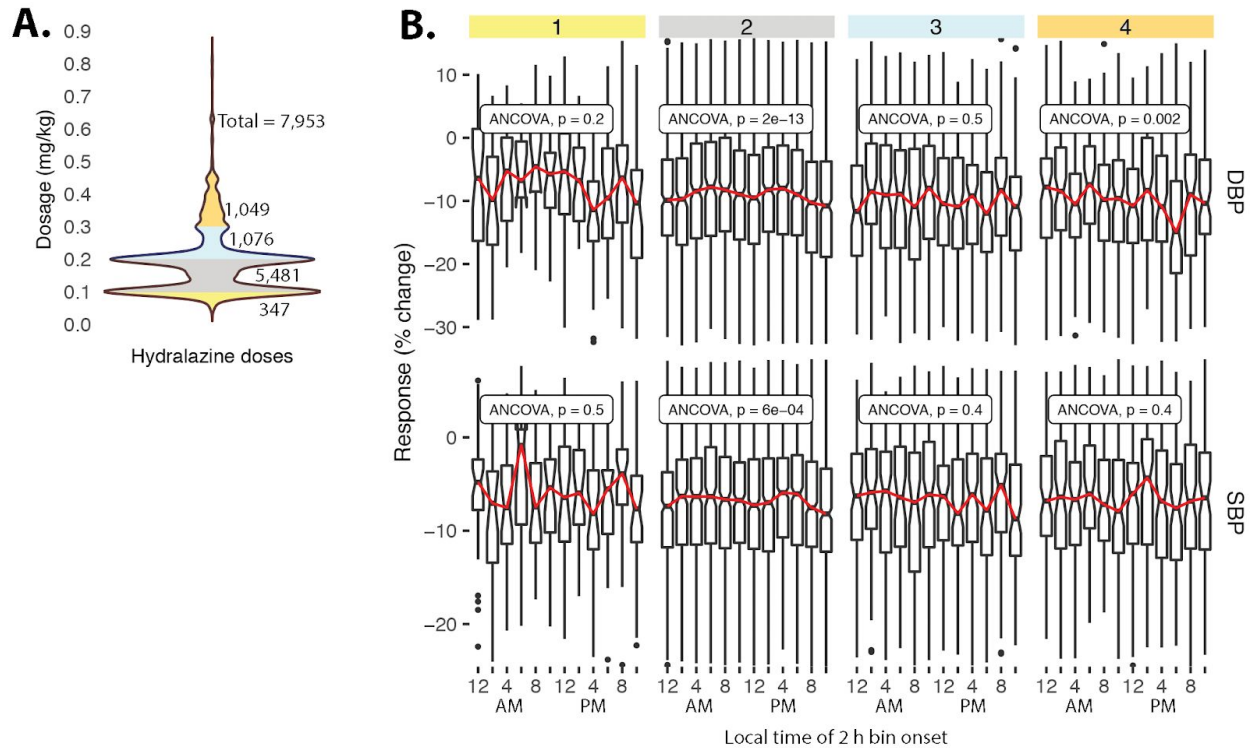 A.
0.9
0.8
0.7
0.6
0.5
0.4
0.3
0.2
0.1
0.0
Dosage (mg/kg)
Total = 7,953
1,049
1,076
5,481
347
Hydralazine doses
B.
1 2 3 4
10
0
−10
−20
−30
ANCOVA, p = 0.2
ANCOVA, p = 2e−13
ANCOVA, p = 0.5
ANCOVA, p = 0.002
DBP
Response (% change)
0
−10
−20
ANCOVA, p = 0.5
ANCOVA, p = 6e−04
ANCOVA, p = 0.4
ANCOVA, p = 0.4
SBP
12 4 8 12 4 8 12 4 8 12 4 8 12 4 8 12 4 8 12 4 8 12 4 8
AM PM AM PM AM PM AM PM
Local time of 2 h bin onset